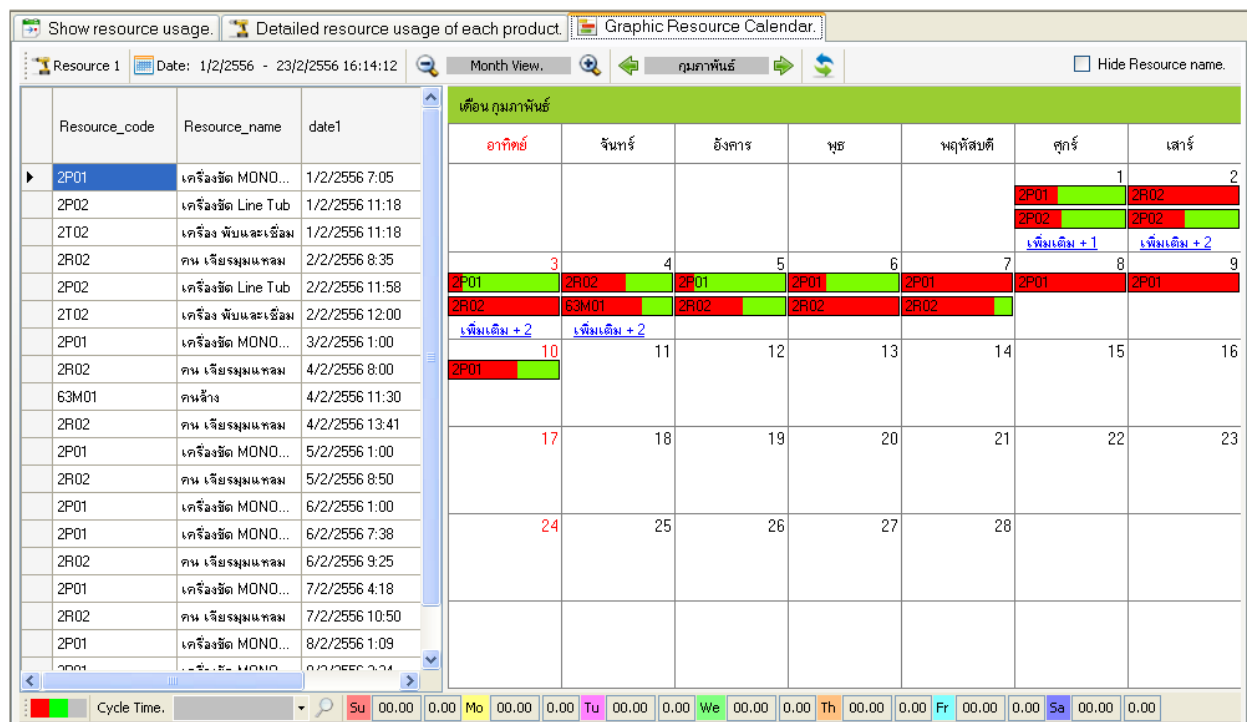 Show resource usage. Detailed resource usage of each product. Graphic Resource Calendar.
Resource 1 Date: 1/2/2556 - 23/2/2556 16:14:12 Month View. กุมภาพันธ์ Hide Resource name.
Resource_code Resource_name date1
2P01 เครื่องขัด MONO... 1/2/2556 7:05
2P02 เครื่องขัด Line Tub 1/2/2556 11:18
2T02 เครื่อง พับและเชื่อม 1/2/2556 11:18
2R02 คน เจียรมุมแหลม 2/2/2556 8:35
2P02 เครื่องขัด Line Tub 2/2/2556 11:58
2T02 เครื่อง พับและเชื่อม 2/2/2556 12:00
2P01 เครื่องขัด MONO... 3/2/2556 1:00
2R02 คน เจียรมุมแหลม 4/2/2556 8:00
63M01 คนล้าง 4/2/2556 11:30
2R02 คน เจียรมุมแหลม 4/2/2556 13:41
2P01 เครื่องขัด MONO... 5/2/2556 1:00
2R02 คน เจียรมุมแหลม 5/2/2556 8:50
2P01 เครื่องขัด MONO... 6/2/2556 1:00
2P01 เครื่องขัด MONO... 6/2/2556 7:38
2R02 คน เจียรมุมแหลม 6/2/2556 9:25
2P01 เครื่องขัด MONO... 7/2/2556 4:18
2R02 คน เจียรมุมแหลม 7/2/2556 10:50
2P01 เครื่องขัด MONO... 8/2/2556 1:09
เดือน กุมภาพันธ์
อาทิตย์ จันทร์ อังคาร พุธ พฤหัสบดี ศุกร์ เสาร์
1 2
2P01 2R02
2P02 2P02
เพิ่มเติม + 1 เพิ่มเติม + 2
3 4 5 6 7 8 9
2P01 2R02 2P01 2P01 2P01 2P01 2P01
2R02 63M01 2R02 2R02 2R02
เพิ่มเติม + 2 เพิ่มเติม + 2
10 11 12 13 14 15 16
2P01
17 18 19 20 21 22 23
24 25 26 27 28
Cycle Time. Su 00.00 0.00 Mo 00.00 0.00 Tu 00.00 0.00 We 00.00 0.00 Th 00.00 0.00 Fr 00.00 0.00 Sa 00.00 0.00